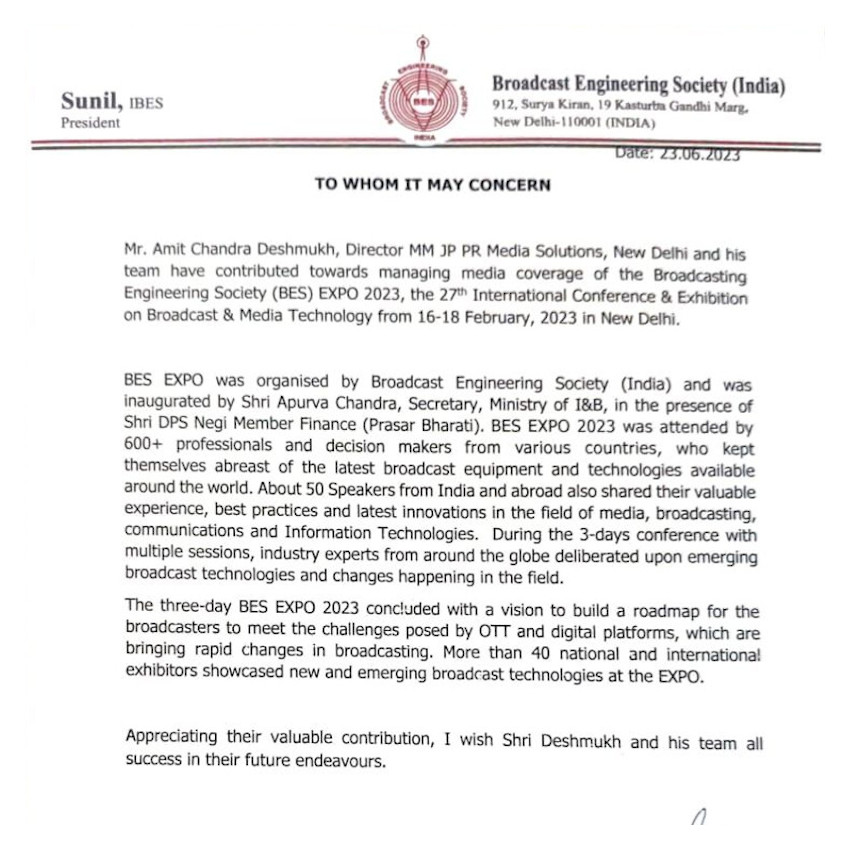 Sunil, IBES
President
BROADCAST ENGINEERING SOCIETY
BES
INDIA
Broadcast Engineering Society (India)
912, Surya Kiran, 19 Kasturba Gandhi Marg,
New Delhi-110001 (INDIA)
Date: 23.06.2023
TO WHOM IT MAY CONCERN
Mr. Amit Chandra Deshmukh, Director MM JP PR Media Solutions, New Delhi and his
team have contributed towards managing media coverage of the Broadcasting
Engineering Society (BES) EXPO 2023, the 27th International Conference & Exhibition
on Broadcast & Media Technology from 16-18 February, 2023 in New Delhi.
BES EXPO was organised by Broadcast Engineering Society (India) and was
inaugurated by Shri Apurva Chandra, Secretary, Ministry of I&B, in the presence of
Shri DPS Negi Member Finance (Prasar Bharati). BES EXPO 2023 was attended by
600+ professionals and decision makers from various countries, who kept
themselves abreast of the latest broadcast equipment and technologies available
around the world. About 50 Speakers from India and abroad also shared their valuable
experience, best practices and latest innovations in the field of media, broadcasting,
communications and Information Technologies. During the 3-days conference with
multiple sessions, industry experts from around the globe deliberated upon emerging
broadcast technologies and changes happening in the field.
The three-day BES EXPO 2023 concluded with a vision to build a roadmap for the
broadcasters to meet the challenges posed by OTT and digital platforms, which are
bringing rapid changes in broadcasting. More than 40 national and international
exhibitors showcased new and emerging broadcast technologies at the EXPO.
Appreciating their valuable contribution, I wish Shri Deshmukh and his team all
success in their future endeavours.